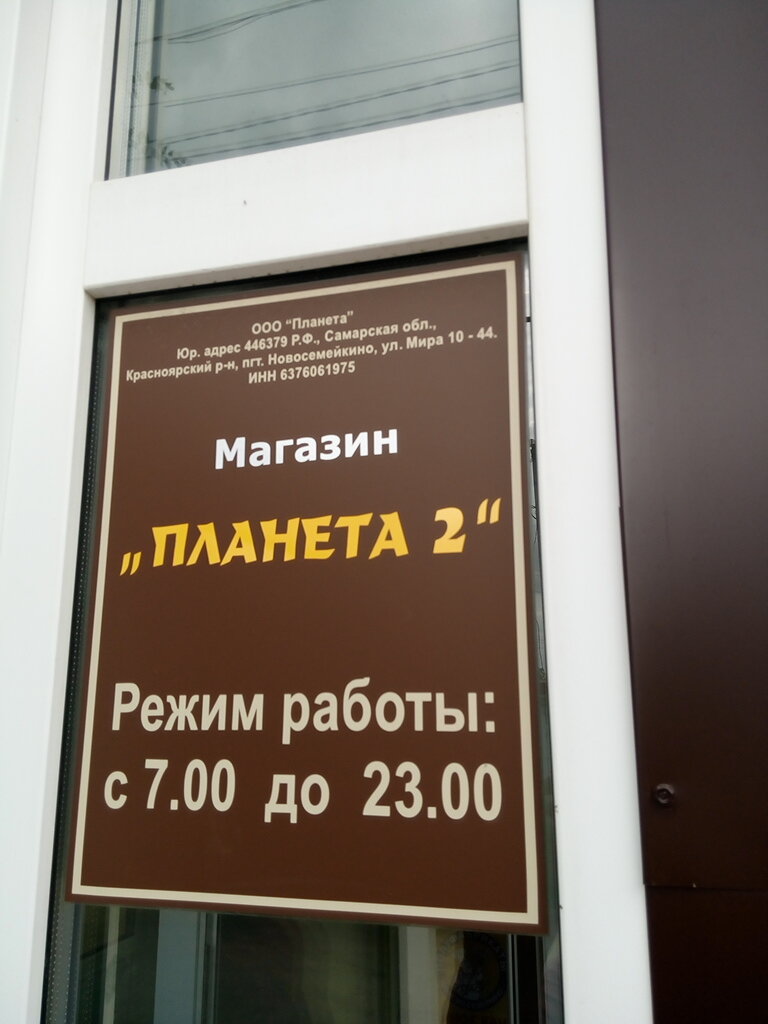 ООО "Планета"
Юр. адрес 446379 Р.Ф., Самарская обл.,
Красноярский р-н, пгт. Новосемейкино, ул. Мира 10 - 44.
ИНН 6376061975
Магазин
„ПЛАНЕТА 2“
Режим работы:
с 7.00 до 23.00